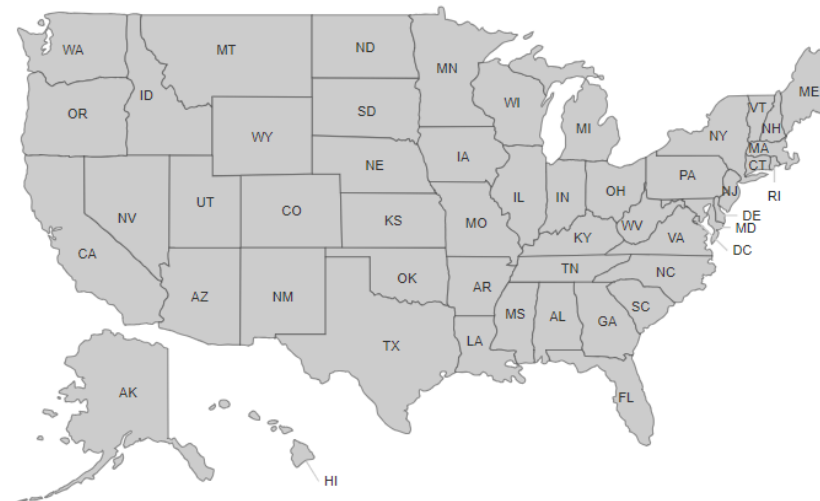 WA
MT
ND
MN
ME
OR
ID
SD
WI
MI
VT
NH
NY
WY
MA
CT
RI
IA
NE
PA
NJ
NV
UT
CO
IL
IN
OH
DE
MD
DC
CA
KS
MO
WV
VA
KY
AZ
NM
OK
AR
TN
NC
SC
MS
AL
GA
TX
LA
FL
AK
HI